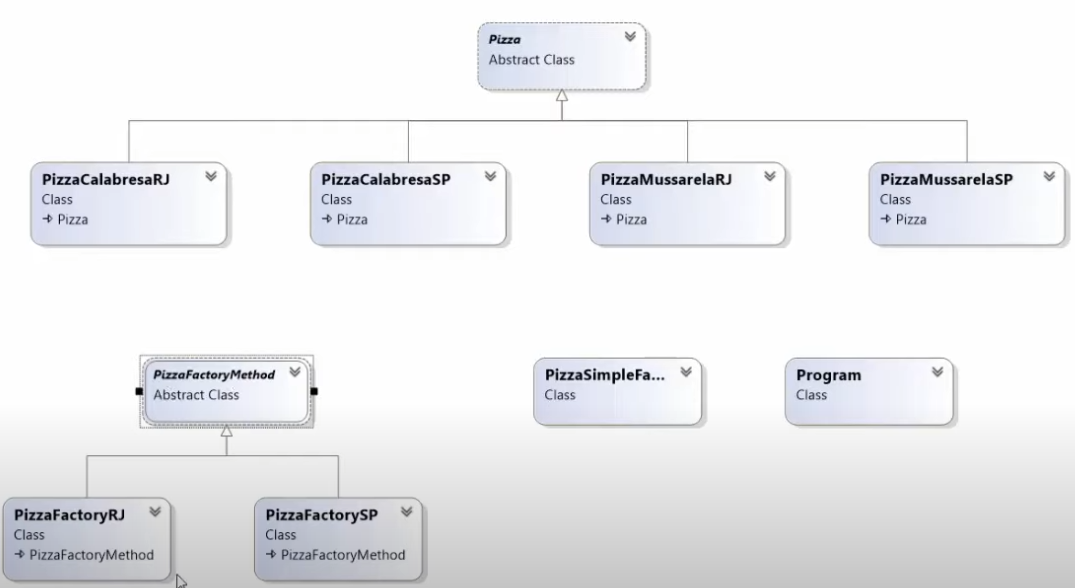 Pizza
Abstract Class
PizzaCalabresaRJ
Class
Pizza
PizzaCalabresaSP
Class
Pizza
PizzaMussarelaRJ
Class
Pizza
PizzaMussarelaSP
Class
Pizza
PizzaFactoryMethod
Abstract Class
PizzaSimpleFa...
Class
Program
Class
PizzaFactoryRJ
Class
PizzaFactoryMethod
PizzaFactorySP
Class
PizzaFactoryMethod